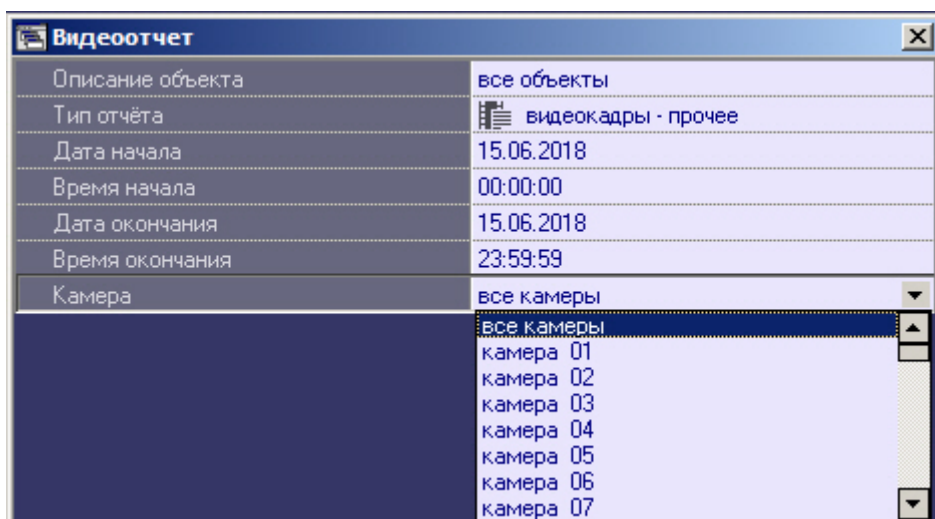 Видеоотчет
Описание объекта все объекты
Тип отчёта видеокадры - прочее
Дата начала 15.06.2018
Время начала 00:00:00
Дата окончания 15.06.2018
Время окончания 23:59:59
Камера все камеры
все камеры
камера 01
камера 02
камера 03
камера 04
камера 05
камера 06
камера 07